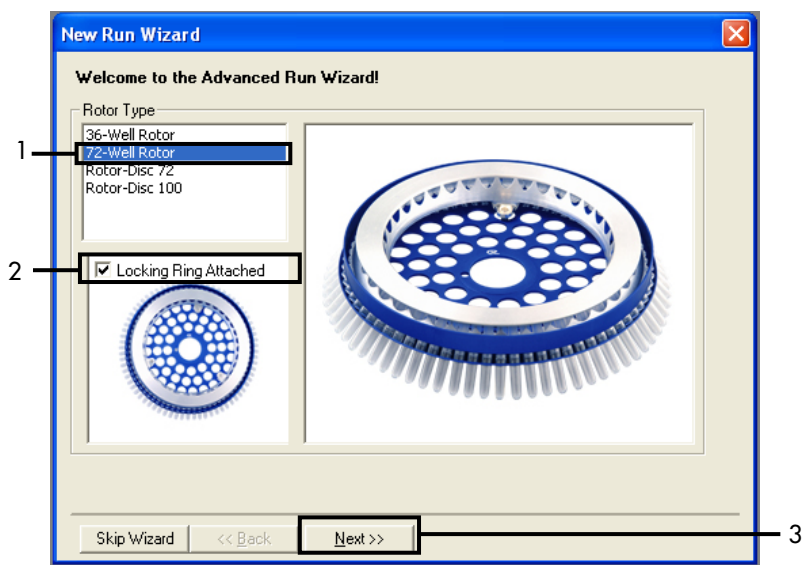 New Run Wizard
Welcome to the Advanced Run Wizard!
Rotor Type
36-Well Rotor
1
72-Well Rotor
Rotor-Disc 72
Rotor-Disc 100
2
Locking Ring Attached
Skip Wizard
<< Back
Next >>
3